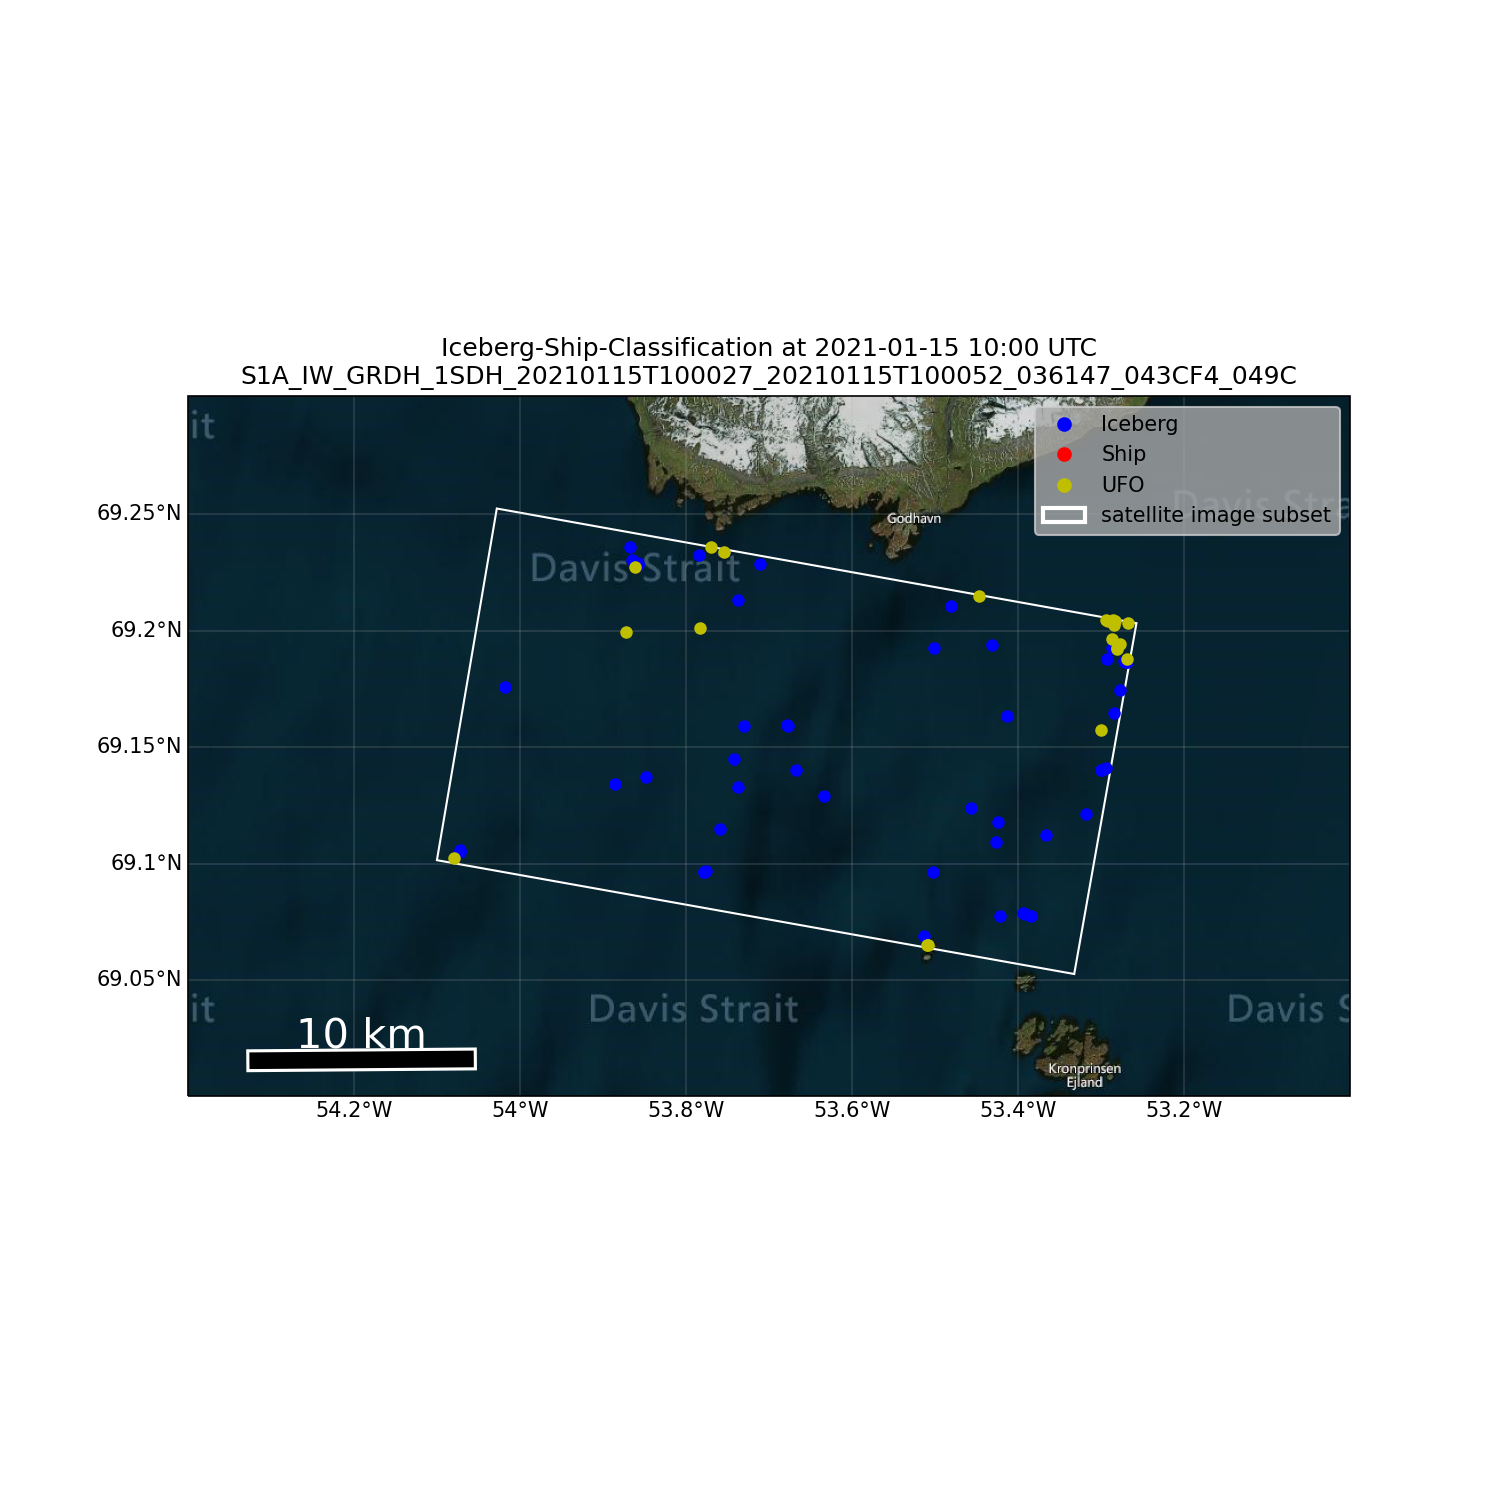 Iceberg-Ship-Classification at 2021-01-15 10:00 UTC
S1A_IW_GRDH_1SDH_20210115T100027_20210115T100052_036147_043CF4_049C
it
Iceberg
Ship
UFO
satellite image subset
Davis Stra
Godhavn
Davis Strait
69.25°N
69.2°N
69.15°N
69.1°N
69.05°N
it
Davis Strait
Davis S
10 km
Kronprinsen
Ejland
54.2°W 54°W 53.8°W 53.6°W 53.4°W 53.2°W